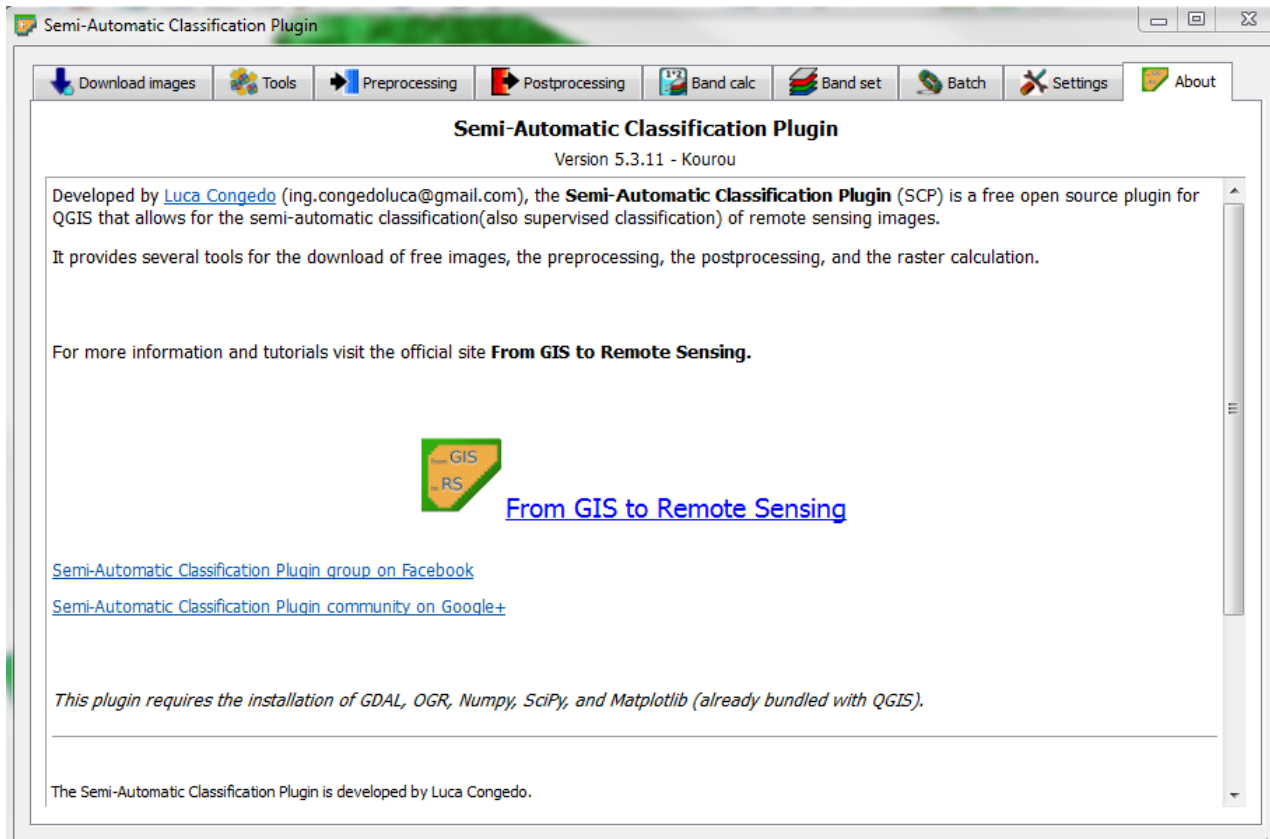 Semi-Automatic Classification Plugin
Download images Tools Preprocessing Postprocessing Band calc Band set Batch Settings About
Semi-Automatic Classification Plugin
Version 5.3.11 - Kourou
Developed by Luca Congedo (ing.congedoluca@gmail.com), the Semi-Automatic Classification Plugin (SCP) is a free open source plugin for
QGIS that allows for the semi-automatic classification(also supervised classification) of remote sensing images.
It provides several tools for the download of free images, the preprocessing, the postprocessing, and the raster calculation.
For more information and tutorials visit the official site From GIS to Remote Sensing.
from GIS
to RS
From GIS to Remote Sensing
Semi-Automatic Classification Plugin group on Facebook
Semi-Automatic Classification Plugin community on Google+
This plugin requires the installation of GDAL, OGR, Numpy, SciPy, and Matplotlib (already bundled with QGIS).
The Semi-Automatic Classification Plugin is developed by Luca Congedo.